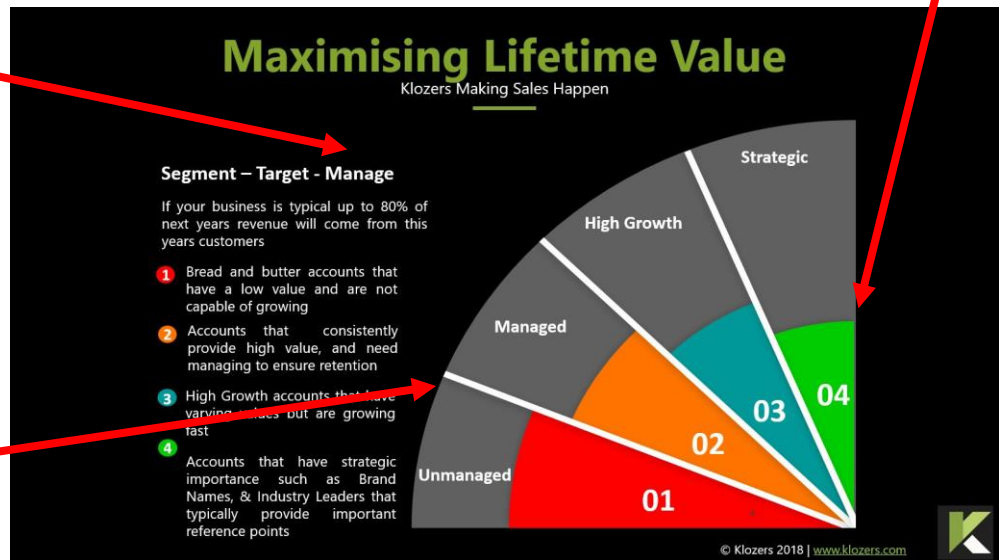 Maximising Lifetime Value
Klozers Making Sales Happen
Segment – Target - Manage
If your business is typical up to 80% of
next years revenue will come from this
years customers
1 Bread and butter accounts that
have a low value and are not
capable of growing
2 Accounts that consistently
provide high value, and need
managing to ensure retention
3 High Growth accounts that have
varying values but are growing
fast
4
Accounts that have strategic
importance such as Brand
Names, & Industry Leaders that
typically provide important
reference points
Strategic
High Growth
Managed
Unmanaged
04
03
02
01
© Klozers 2018 | www.klozers.com
K